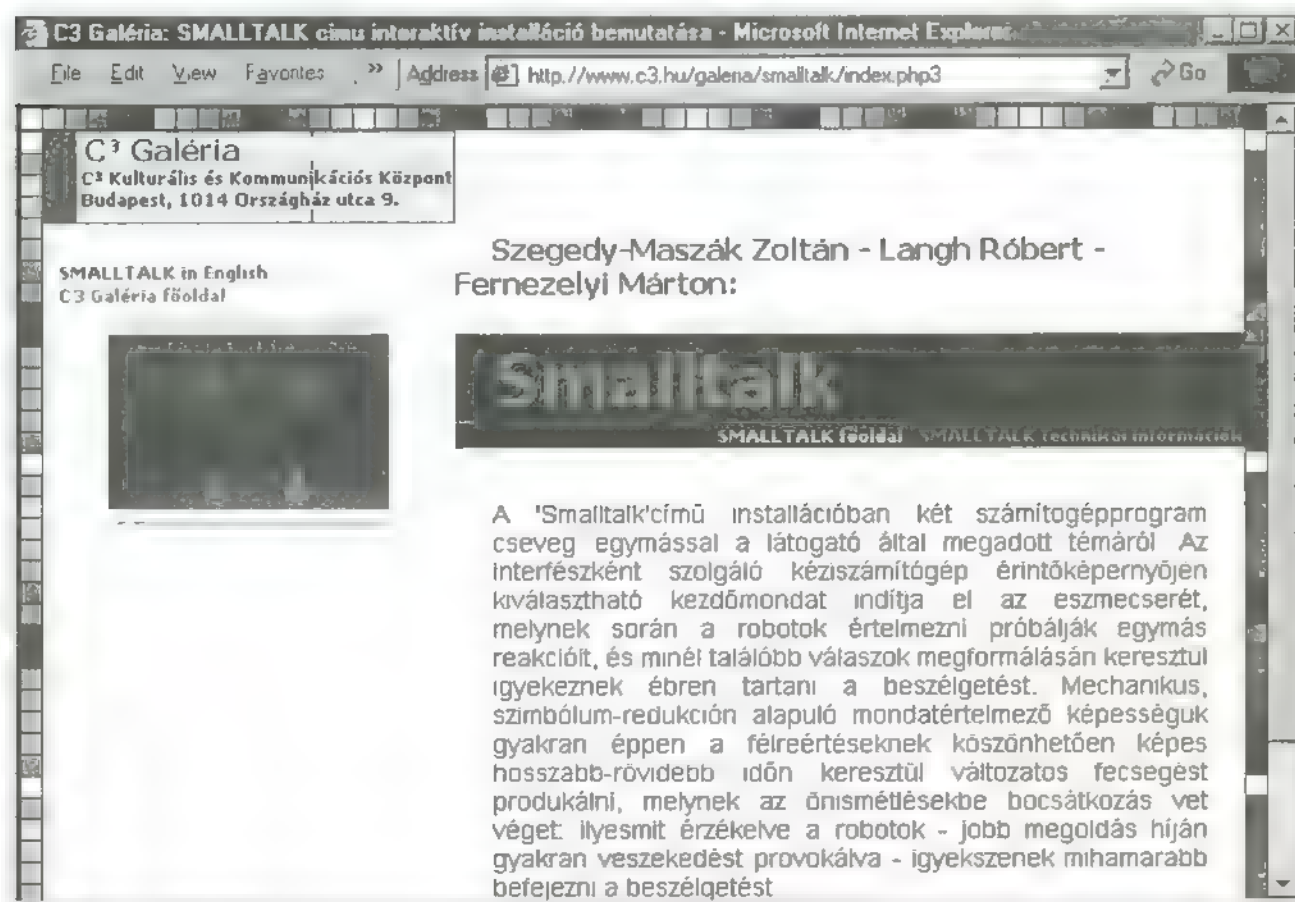 C3 Galéria: SMALLTALK cimu interaktív installáció bemutatása - Microsoft Internet Explorer
File Edit View Favorites » Address http://www.c3.hu/galeria/smalltalk/index.php3 Go
C³ Galéria
C³ Kulturális és Kommunikációs Központ
Budapest, 1014 Országház utca 9.
SMALLTALK in English
C3 Galéria főoldal
Szegedy-Maszák Zoltán - Langh Róbert -
Fernezelyi Márton:
Smalltalk
SMALLTALK főoldal SMALLTALK technikai információk
A 'Smalltalk'című installációban két számítogépprogram
cseveg egymással a látogató által megadott témáról Az
interfészként szolgáló kéziszámítógép érintőképernyőjén
kiválasztható kezdőmondat indítja el az eszmecserét,
melynek során a robotok értelmezni próbálják egymás
reakcióit, és minél találóbb válaszok megformálásán keresztül
igyekeznek ébren tartani a beszélgetést. Mechanikus,
szimbólum-redukción alapuló mondatértelmező képességük
gyakran éppen a félreértéseknek köszönhetően képes
hosszabb-rövidebb időn keresztül változatos fecsegést
produkálni, melynek az önismétlésekbe bocsátkozás vet
véget: ilyesmit érzékelve a robotok - jobb megoldás híján
gyakran veszekedést provokálva - igyekszenek mihamarabb
befejezni a beszélgetést